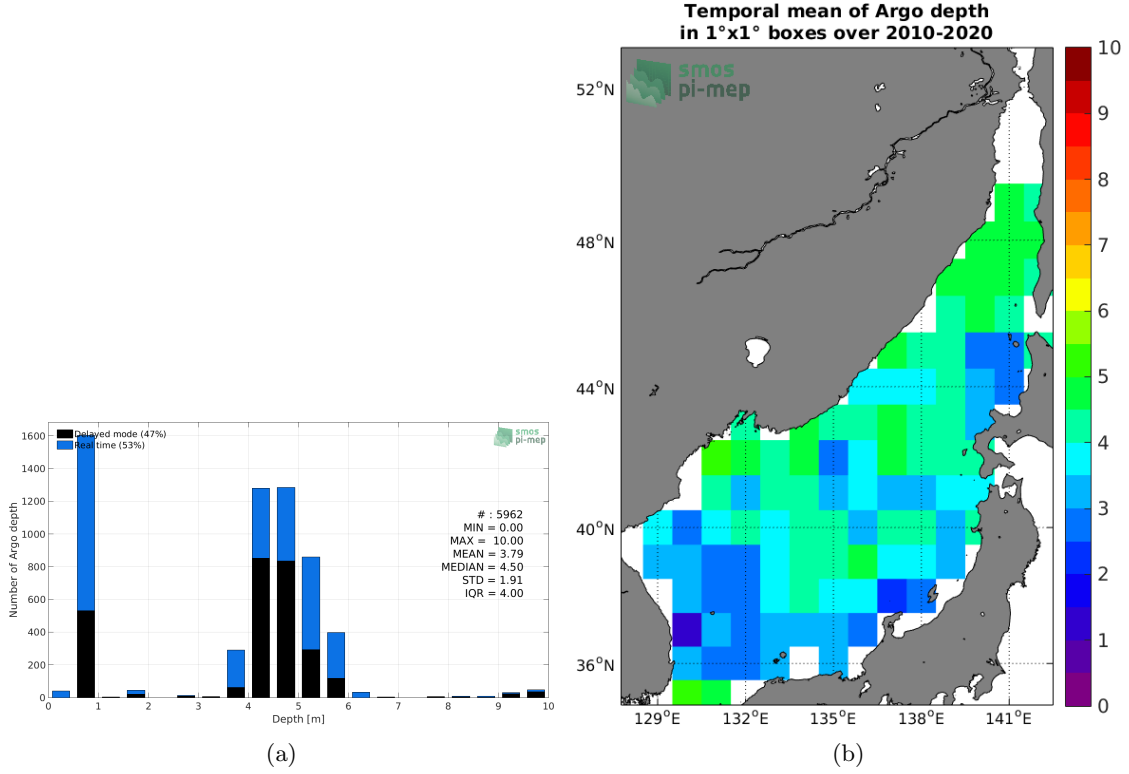 Temporal mean of Argo depth
in 1°x1° boxes over 2010-2020
smos
pi-mep
52°N
48°N
44°N
40°N
36°N
129°E
132°E
135°E
138°E
141°E
10
9
8
7
6
5
4
3
2
1
0
Delayed mode (47%)
Real time (53%)
smos
pi-mep
# : 5962
MIN = 0.00
MAX = 10.00
MEAN = 3.79
MEDIAN = 4.50
STD = 1.91
IQR = 4.00
Number of Argo depth
1600
1400
1200
1000
800
600
400
200
0
0 1 2 3 4 5 6 7 8 9 10
Depth [m]
(a)
(b)